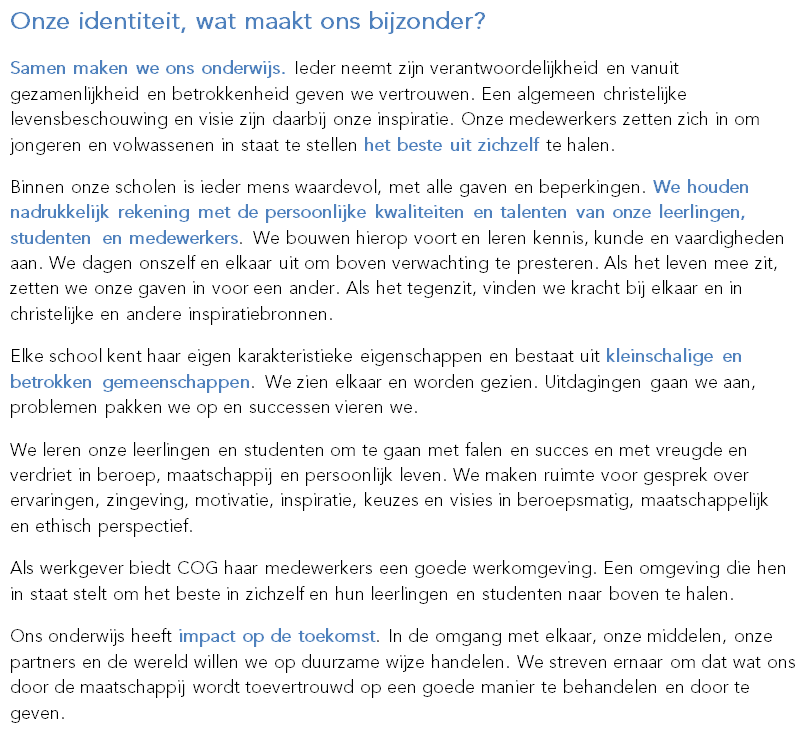 Onze identiteit, wat maakt ons bijzonder?
Samen maken we ons onderwijs. Ieder neemt zijn verantwoordelijkheid en vanuit
gezamenlijkheid en betrokkenheid geven we vertrouwen. Een algemeen christelijke
levensbeschouwing en visie zijn daarbij onze inspiratie. Onze medewerkers zetten zich in om
jongeren en volwassenen in staat te stellen het beste uit zichzelf te halen.
Binnen onze scholen is ieder mens waardevol, met alle gaven en beperkingen. We houden
nadrukkelijk rekening met de persoonlijke kwaliteiten en talenten van onze leerlingen,
studenten en medewerkers. We bouwen hierop voort en leren kennis, kunde en vaardigheden
aan. We dagen onszelf en elkaar uit om boven verwachting te presteren. Als het leven mee zit,
zetten we onze gaven in voor een ander. Als het tegenzit, vinden we kracht bij elkaar en in
christelijke en andere inspiratiebronnen.
Elke school kent haar eigen karakteristieke eigenschappen en bestaat uit kleinschalige en
betrokken gemeenschappen. We zien elkaar en worden gezien. Uitdagingen gaan we aan,
problemen pakken we op en successen vieren we.
We leren onze leerlingen en studenten om te gaan met falen en succes en met vreugde en
verdriet in beroep, maatschappij en persoonlijk leven. We maken ruimte voor gesprek over
ervaringen, zingeving, motivatie, inspiratie, keuzes en visies in beroepsmatig, maatschappelijk
en ethisch perspectief.
Als werkgever biedt COG haar medewerkers een goede werkomgeving. Een omgeving die hen
in staat stelt om het beste in zichzelf en hun leerlingen en studenten naar boven te halen.
Ons onderwijs heeft impact op de toekomst. In de omgang met elkaar, onze middelen, onze
partners en de wereld willen we op duurzame wijze handelen. We streven ernaar om dat wat ons
door de maatschappij wordt toevertrouwd op een goede manier te behandelen en door te
geven.